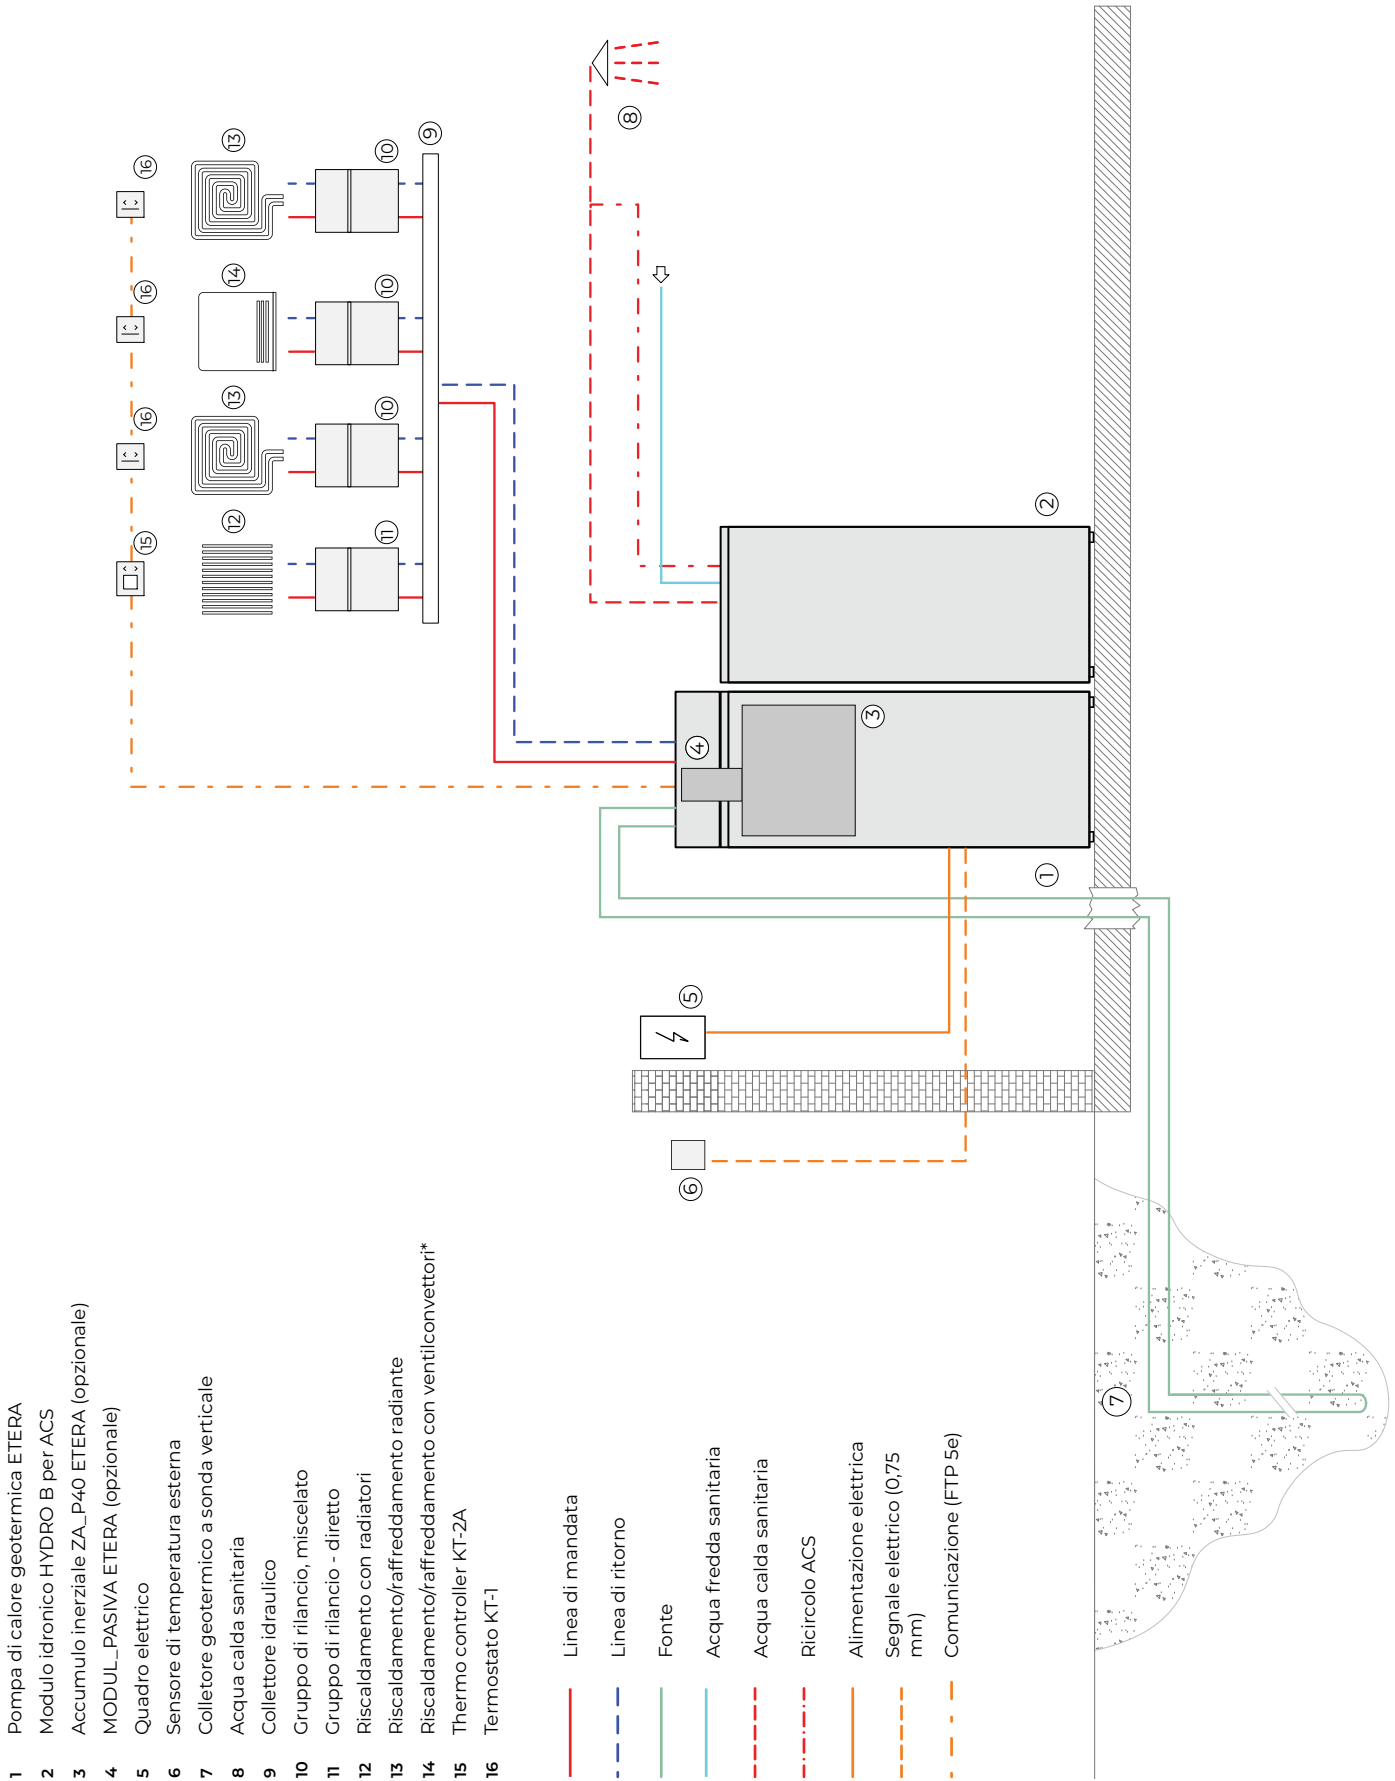 1 Pompa di calore geotermica ETERA
2 Modulo idronico HYDRO B per ACS
3 Accumulo inerziale ZA_P40 ETERA (opzionale)
4 MODUL_PASIVA ETERA (opzionale)
5 Quadro elettrico
6 Sensore di temperatura esterna
7 Colletore geotermico a sonda verticale
8 Acqua calda sanitaria
9 Collettore idraulico
10 Gruppo di rilancio, miscelato
11 Gruppo di rilancio - diretto
12 Riscaldamento con radiatori
13 Riscaldamento/raffreddamento radiante
14 Riscaldamento/raffreddamento con ventilconvettori*
15 Thermo controller KT-2A
16 Termostato KT-1
Linea di mandata
Linea di ritorno
Fonte
Acqua fredda sanitaria
Acqua calda sanitaria
Ricircolo ACS
Alimentazione elettrica
Segnale elettrico (0,75
mm)
Comunicazione (FTP 5e)
15
16
16
16
12
13
14
13
11
10
10
10
9
8
6
5
4
3
1
2
7